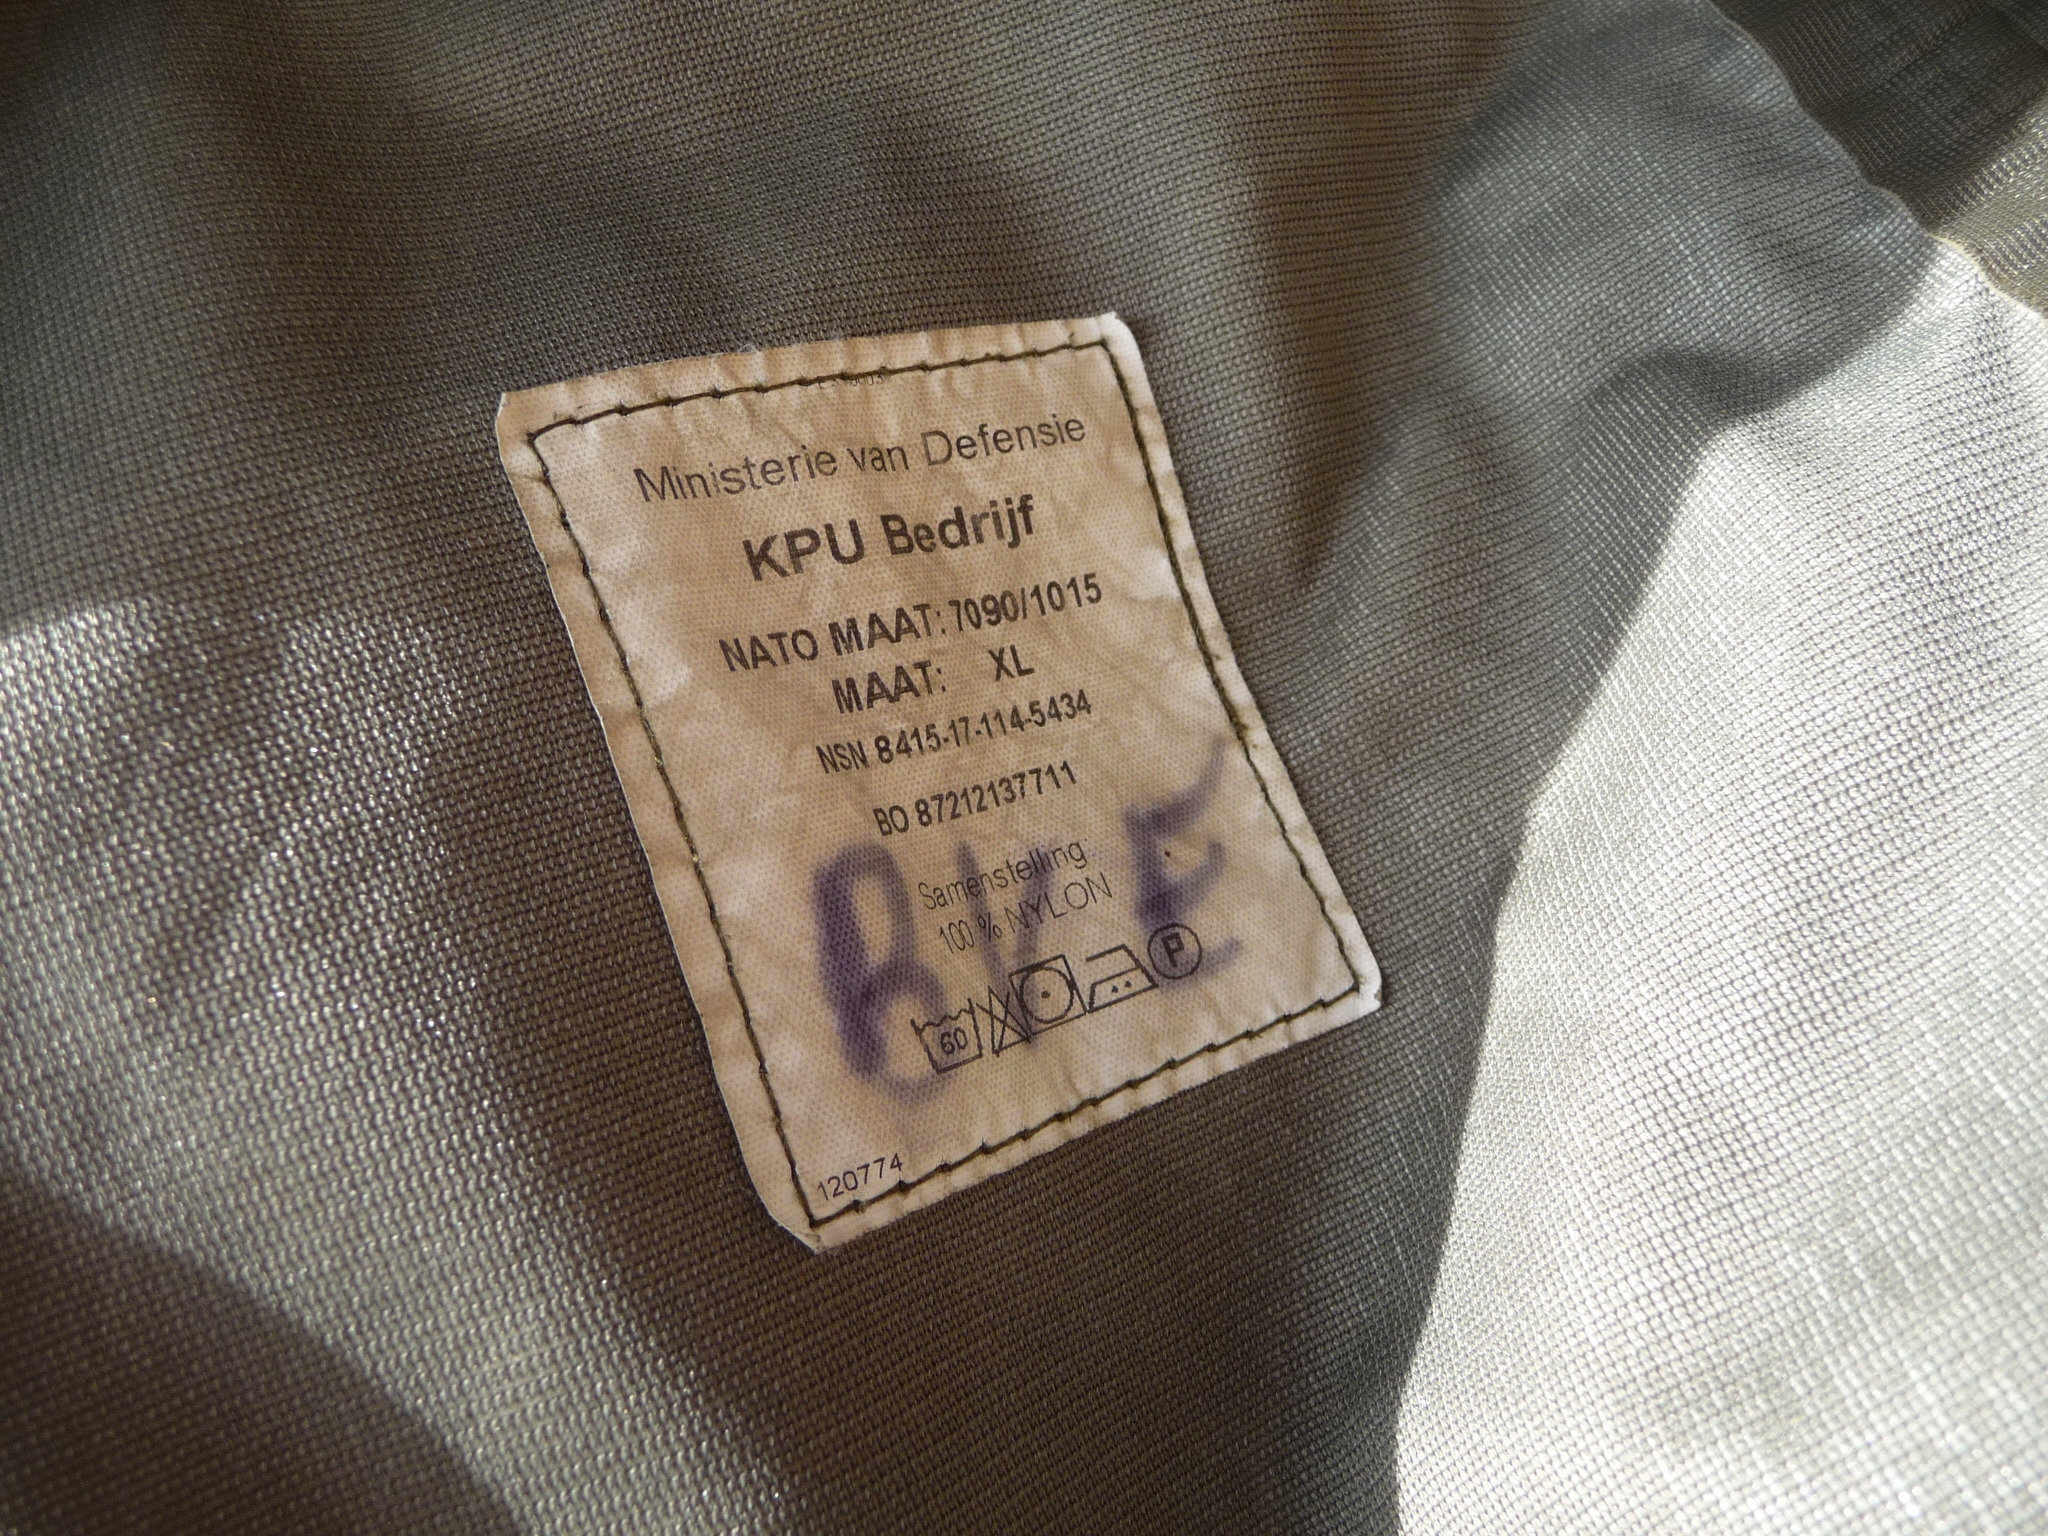 Ministerie van Defensie
KPU Bedrijf
NATO MAAT: 7090/1015
MAAT: XL
NSN 8415-17-114-5434
BO 87212137711
Samenstelling
100 % NYLON
60 P
120774